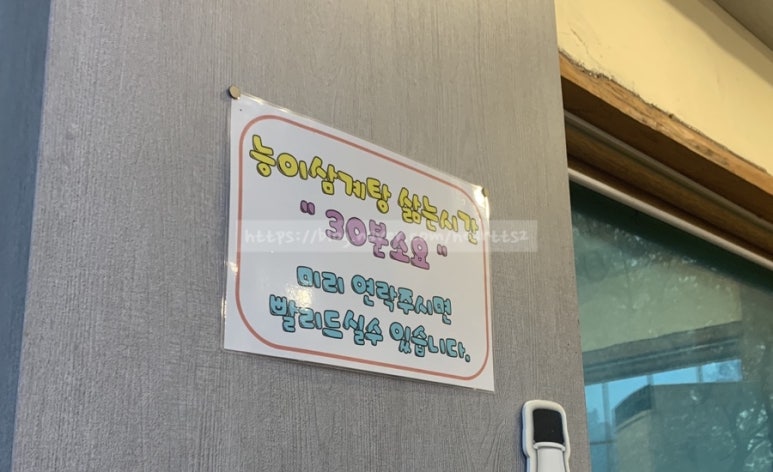 능이삼계탕 삶는시간
" 30분소요 "
미리 연락주시면
빨리드실수 있습니다.